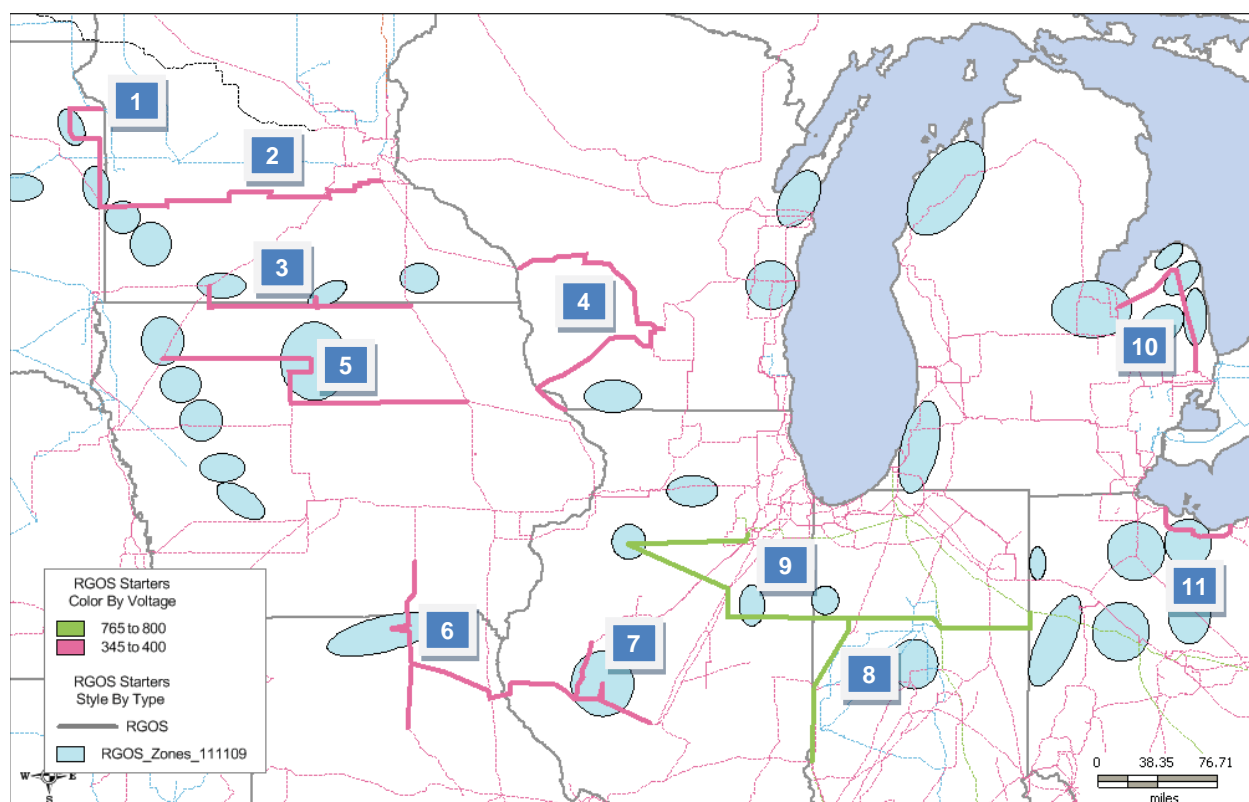 1
2
3
4
5
6
7
8
9
10
11
RGOS Starters
Color By Voltage
765 to 800
345 to 400
RGOS Starters
Style By Type
RGOS
RGOS_Zones_111109
W E
S
0 38.35 76.71
miles